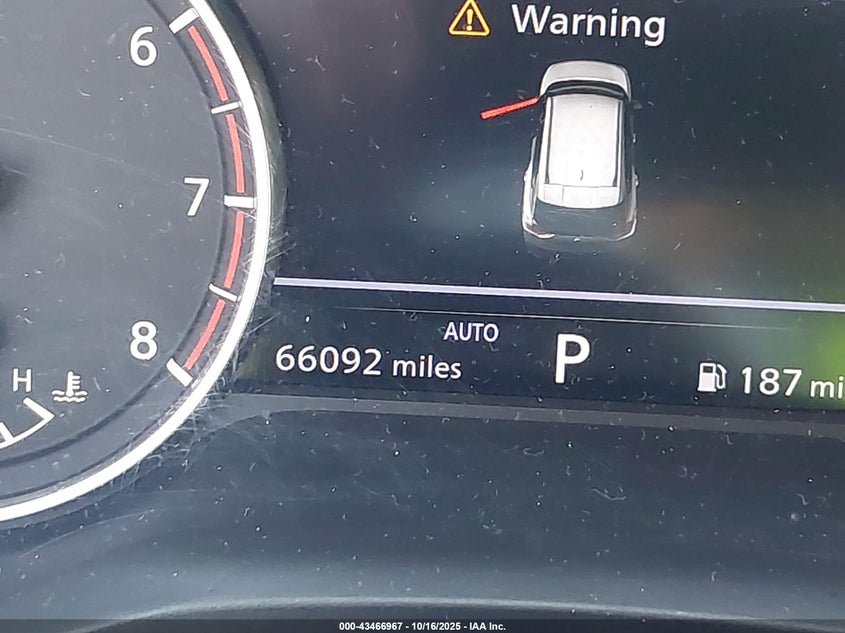 6
Warning
7
8
AUTO
66092 miles
P
187 mi
H
000-43466967 - 10/16/2025 - IAA Inc.